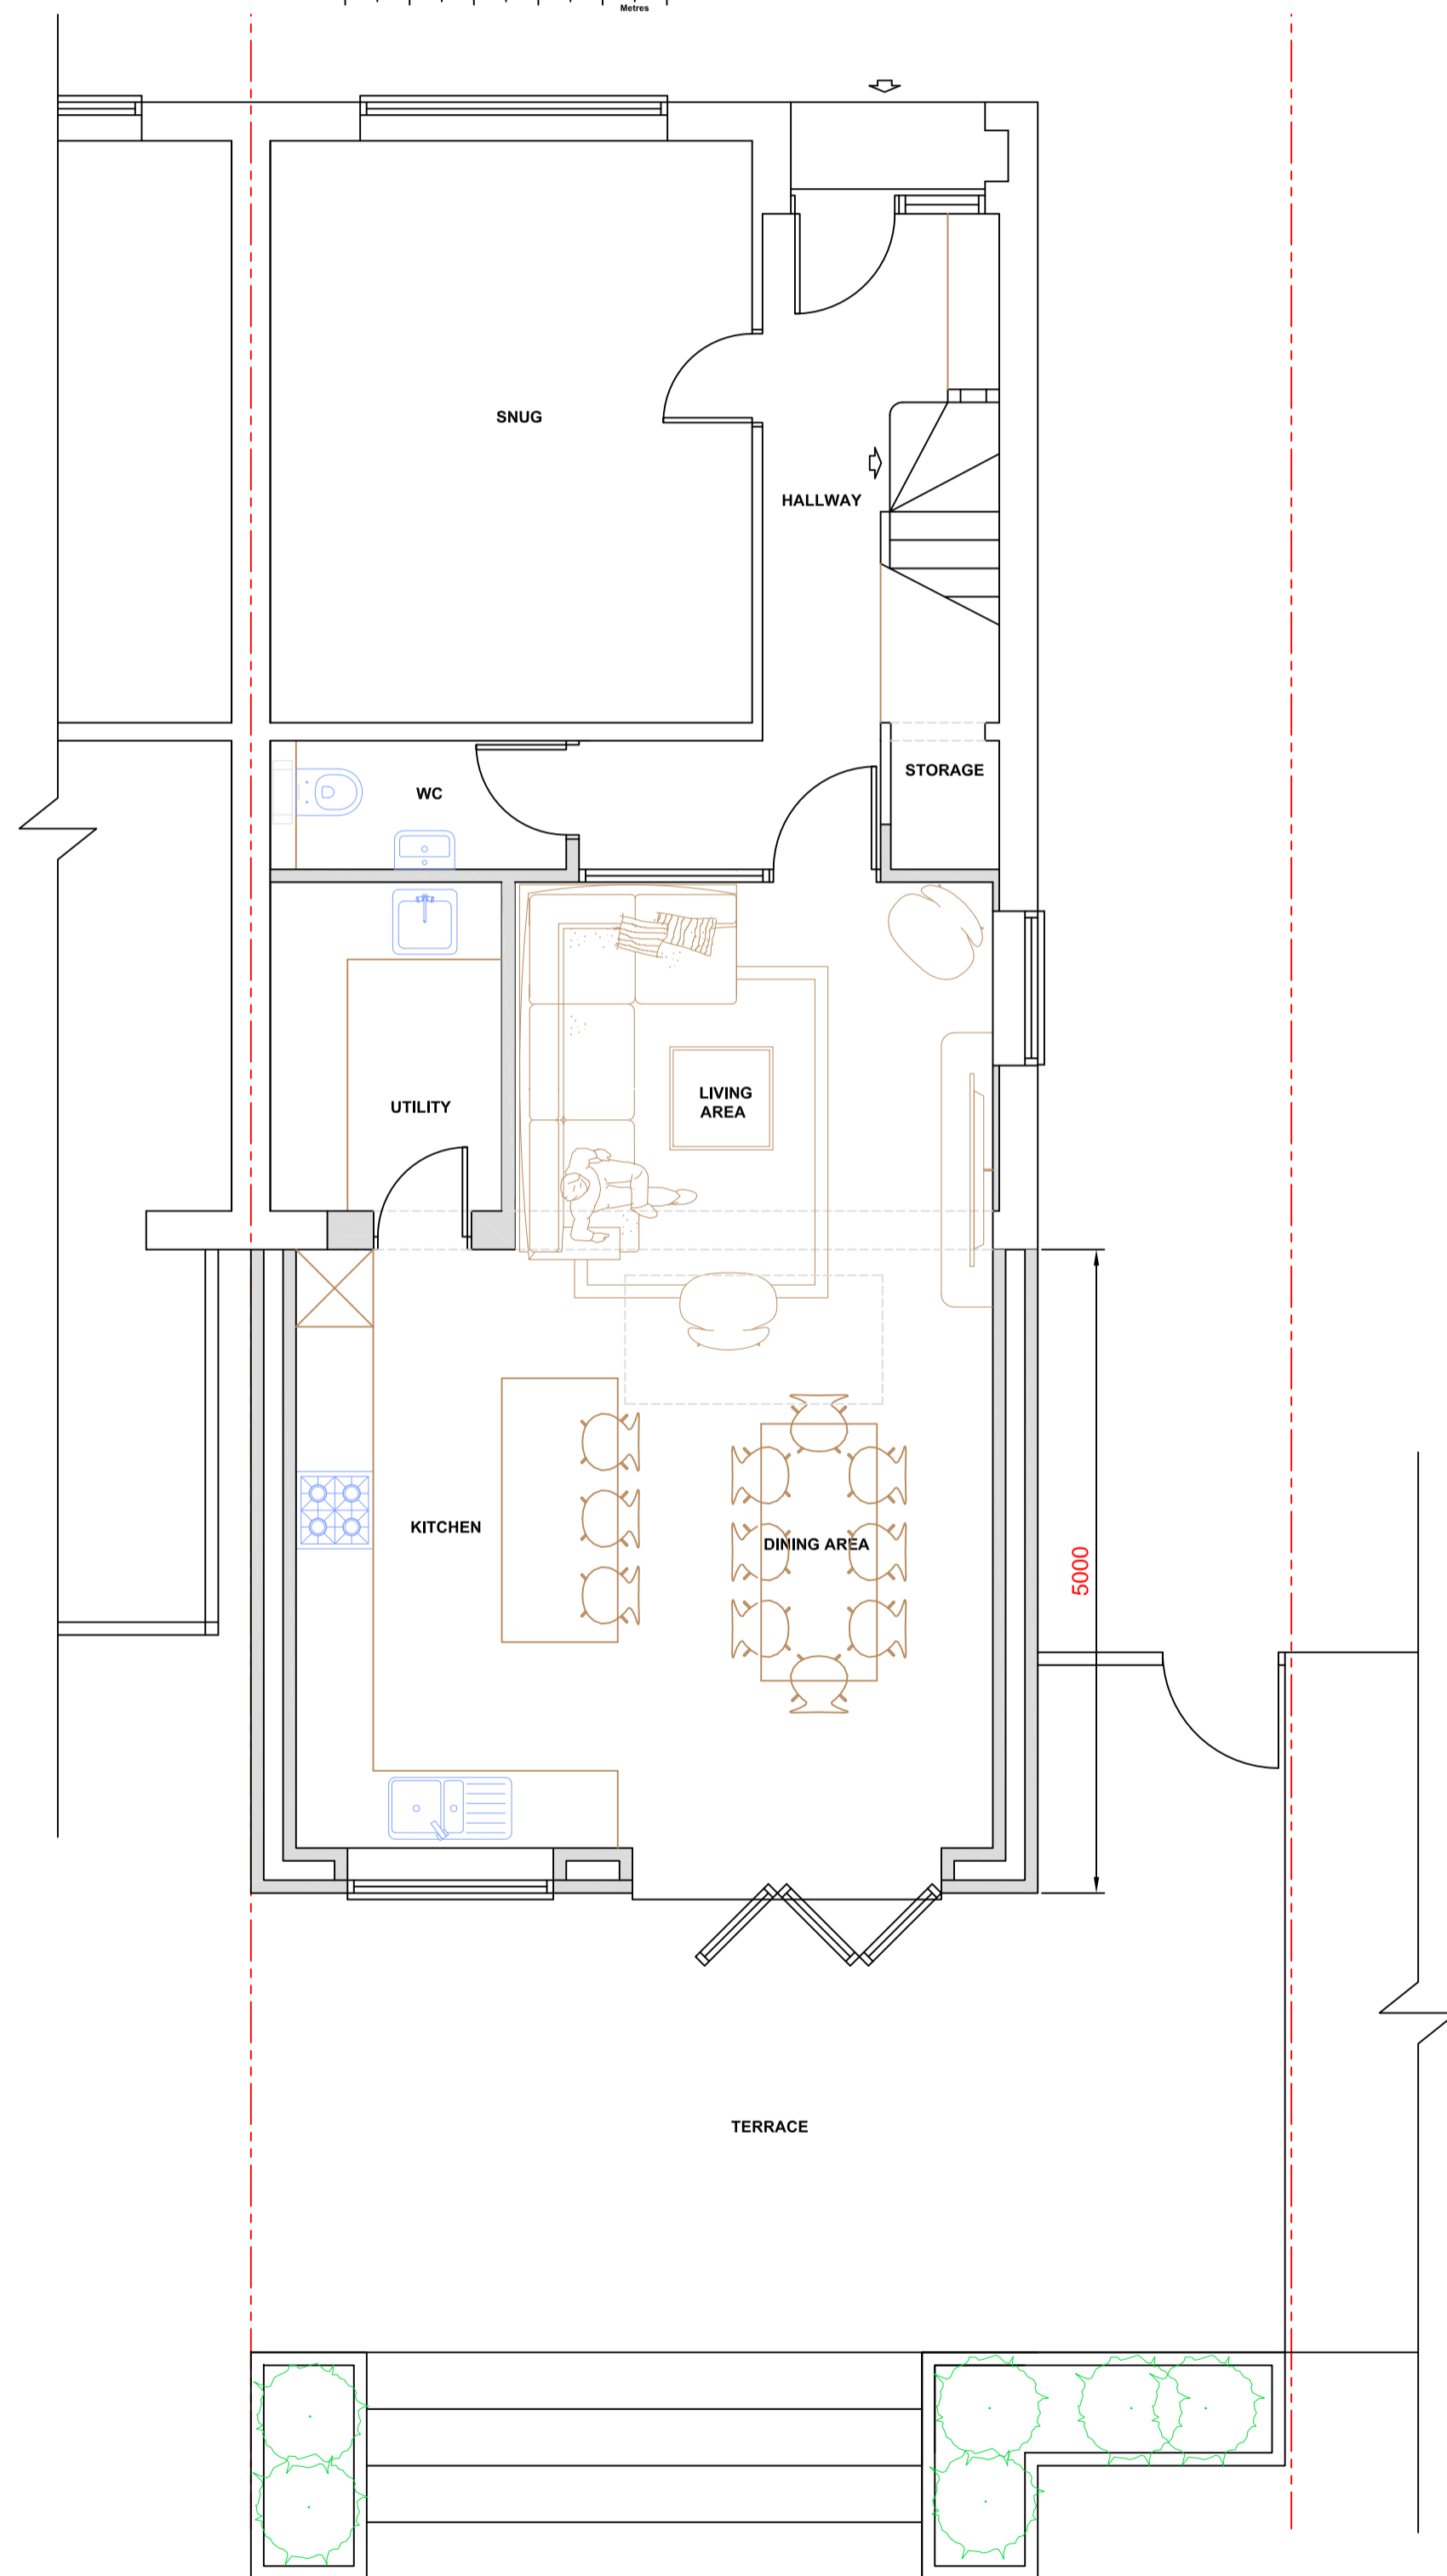 Metres
SNUG
HALLWAY
STORAGE
WC
LIVING
AREA
UTILITY
KITCHEN
DINING AREA
5000
TERRACE